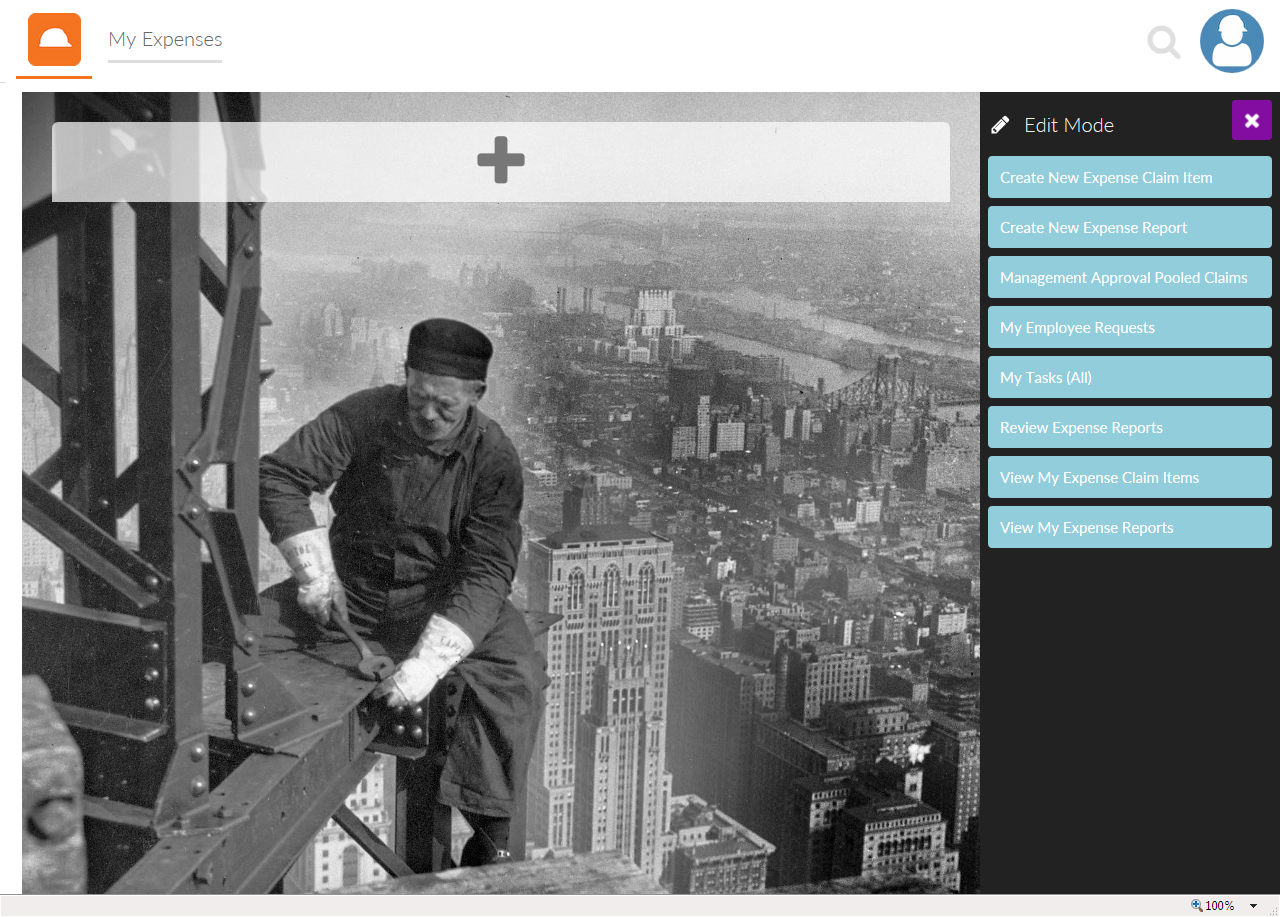 My Expenses
Edit Mode
Create New Expense Claim Item
Create New Expense Report
Management Approval Pooled Claims
My Employee Requests
My Tasks (All)
Review Expense Reports
View My Expense Claim Items
View My Expense Reports
100%